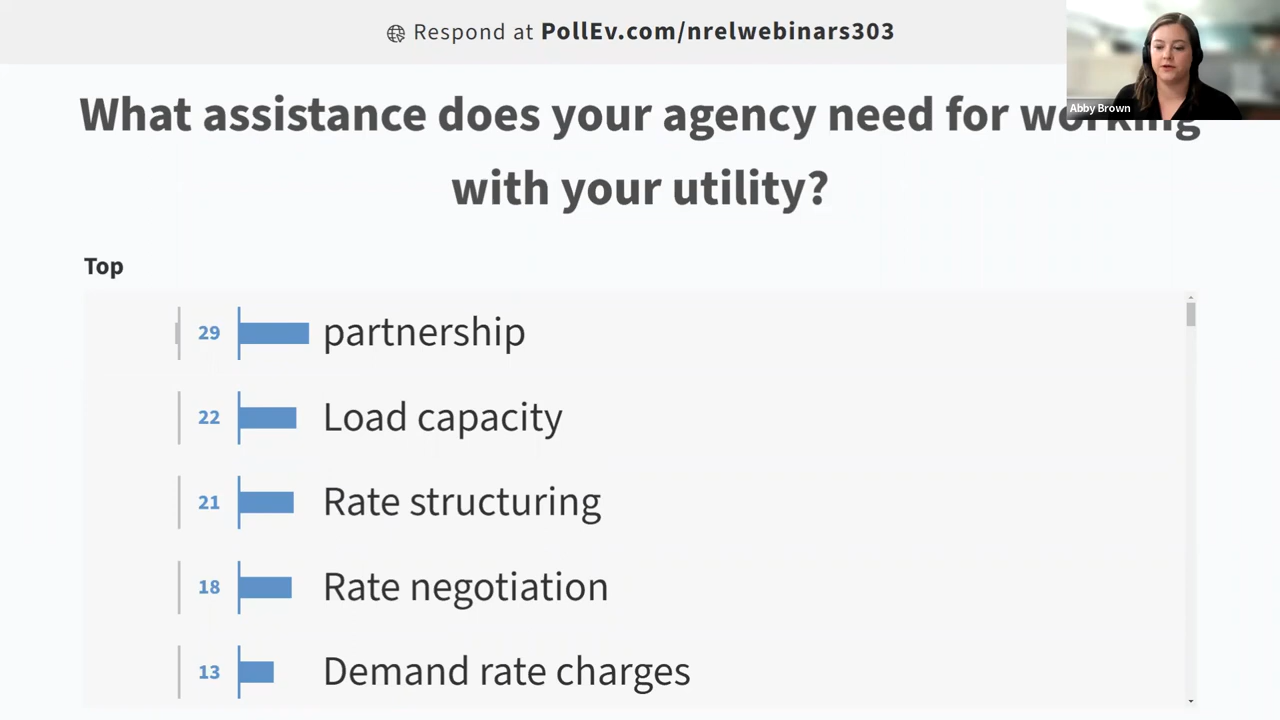 Respond at PollEv.com/nrelwebinars303
Abby Brown
What assistance does your agency need for working
with your utility?
Top
29 partnership
22 Load capacity
21 Rate structuring
18 Rate negotiation
13 Demand rate charges